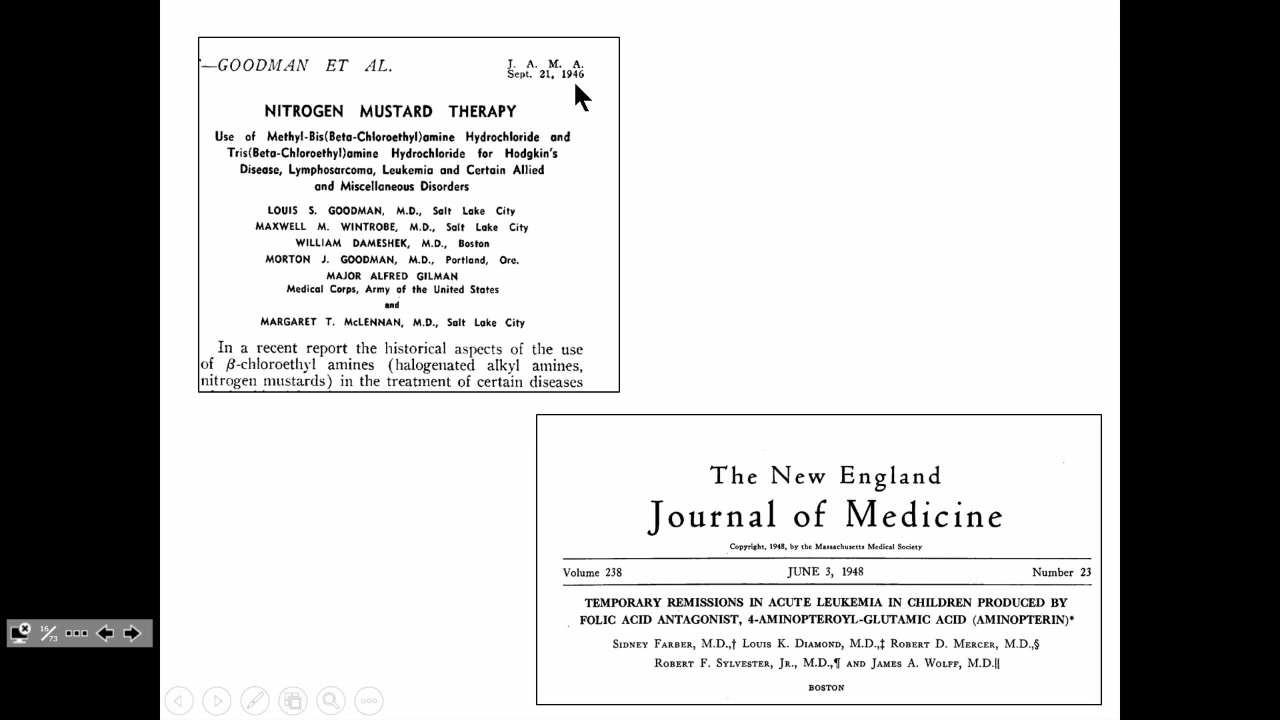 —GOODMAN ET AL.
J. A. M. A.
Sept. 21, 1946
NITROGEN MUSTARD THERAPY
Use of Methyl-Bis(Beta-Chloroethyl)amine Hydrochloride and
Tris(Beta-Chloroethyl)amine Hydrochloride for Hodgkin's
Disease, Lymphosarcoma, Leukemia and Certain Allied
and Miscellaneous Disorders
LOUIS S. GOODMAN, M.D., Salt Lake City
MAXWELL M. WINTROBE, M.D., Salt Lake City
WILLIAM DAMESHEK, M.D., Boston
MORTON J. GOODMAN, M.D., Portland, Ore.
MAJOR ALFRED GILMAN
Medical Corps, Army of the United States
and
MARGARET T. McLENNAN, M.D., Salt Lake City
In a recent report the historical aspects of the use
of β-chloroethyl amines (halogenated alkyl amines,
nitrogen mustards) in the treatment of certain diseases
The New England
Journal of Medicine
Copyright, 1948, by the Massachusetts Medical Society
Volume 238 JUNE 3, 1948 Number 23
TEMPORARY REMISSIONS IN ACUTE LEUKEMIA IN CHILDREN PRODUCED BY
FOLIC ACID ANTAGONIST, 4-AMINOPTEROYL-GLUTAMIC ACID (AMINOPTERIN)*
SIDNEY FARBER, M.D.,† LOUIS K. DIAMOND, M.D.,‡ ROBERT D. MERCER, M.D.,§
ROBERT F. SYLVESTER, JR., M.D.,¶ AND JAMES A. WOLFF, M.D.||
BOSTON
16/73